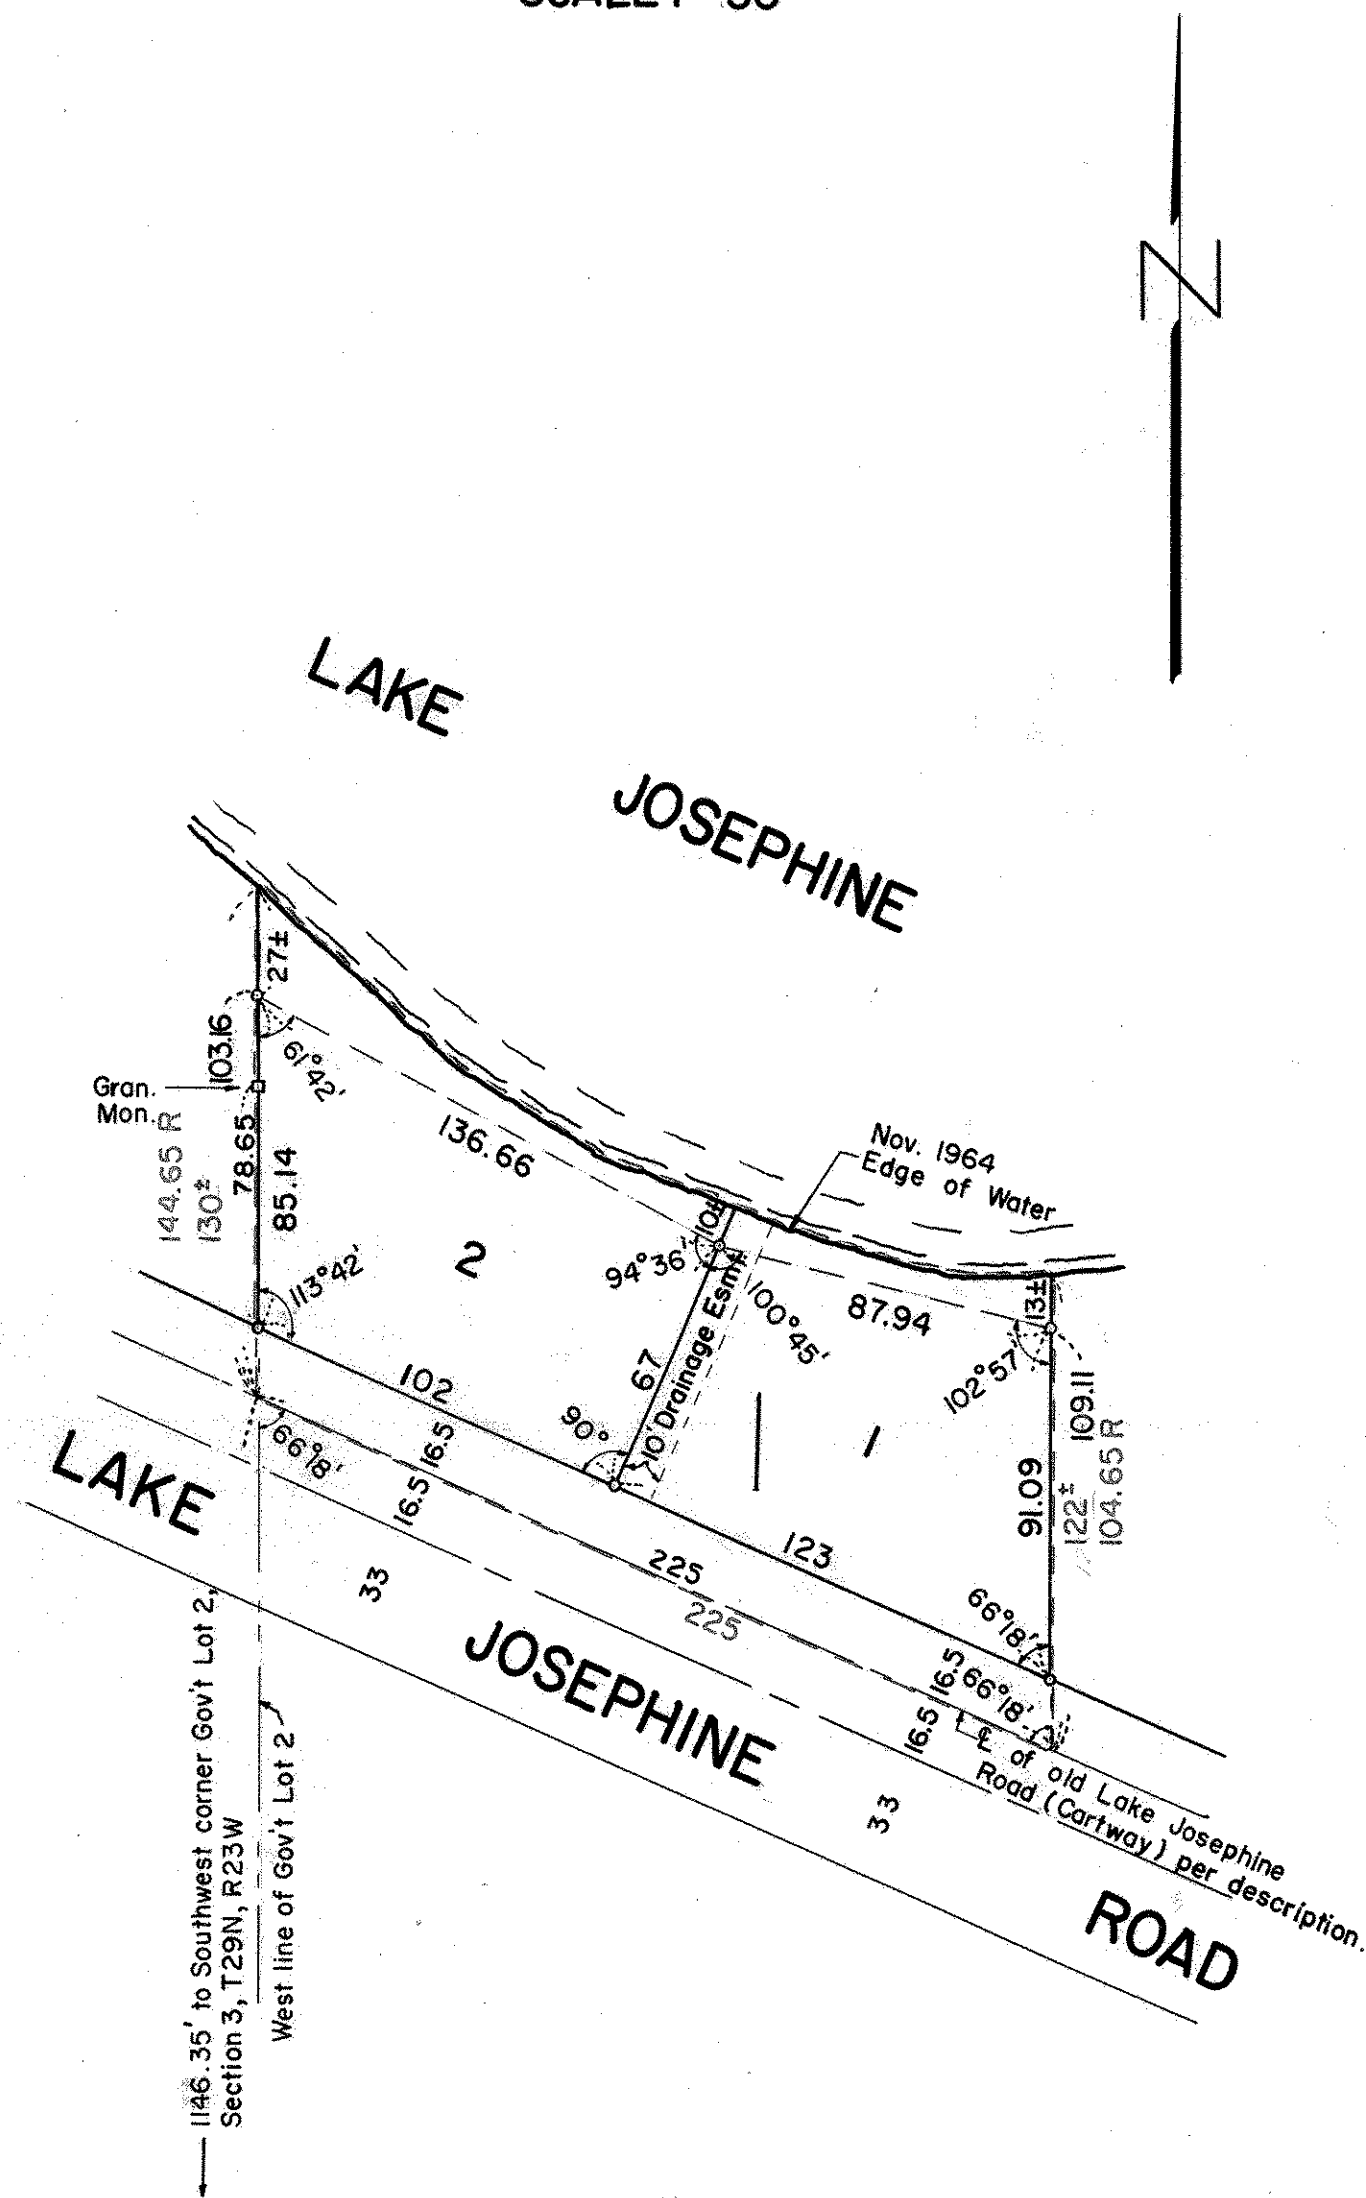 N
LAKE
JOSEPHINE
27±
103.16
61°42'
Gran.
Mon.
144.65 R
130±
78.65
85.14
136.66
Nov. 1964
Edge of Water
10±
94°36'
100°45'
87.94
13±
102°57'
109.11
2
113°42'
67
10' Drainage Esmt.
1
91.09
122±
104.65 R
102
90°
16.5
16.5
66°18'
123
225
225
66°18'
16.5
66°18'
16.5
33
33
LAKE
JOSEPHINE
ROAD
℄ of old Lake Josephine
Road (Cartway) per description.
1146.35' to Southwest corner Gov't Lot 2,
Section 3, T29N, R23W
West line of Gov't Lot 2